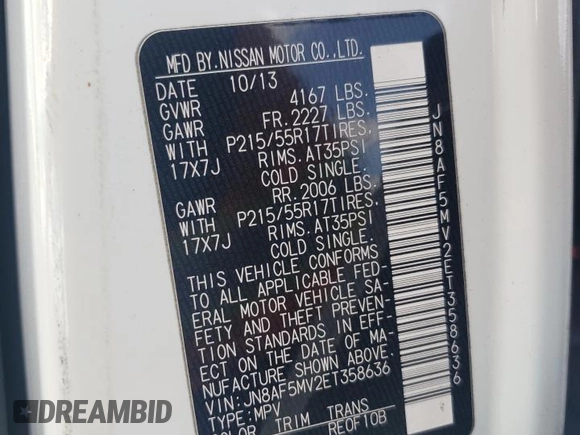 MFD BY.NISSAN MOTOR CO.,LTD.
DATE 10/13
GVWR 4167 LBS.
GAWR FR. 2227 LBS.
WITH P215/55R17TIRES,
17X7J RIMS.AT35PSI
COLD SINGLE.
GAWR RR. 2006 LBS.
WITH P215/55R17TIRES,
17X7J RIMS.AT35PSI
COLD SINGLE.
THIS VEHICLE CONFORMS
TO ALL APPLICABLE FED-
ERAL MOTOR VEHICLE SA-
FETY AND THEFT PREVEN-
TION STANDARDS IN EFF-
ECT ON THE DATE OF MA-
NUFACTURE SHOWN ABOVE.
VIN:JN8AF5MV2ET358636
TYPE:MPV
COLOR TRIM TRANS
REOF10B
JN8AF5MV2ET358636
DREAMBID
.com